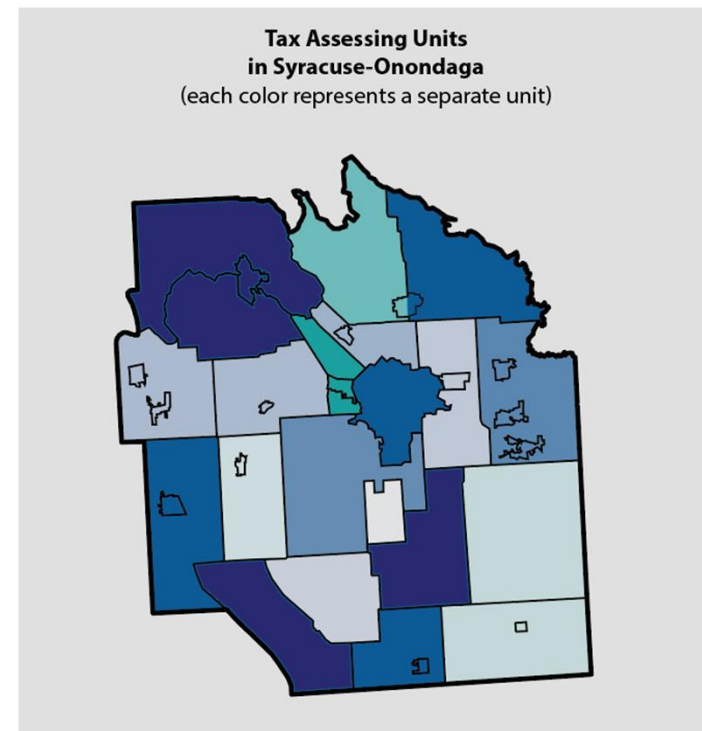 Tax Assessing Units
in Syracuse-Onondaga
(each color represents a separate unit)